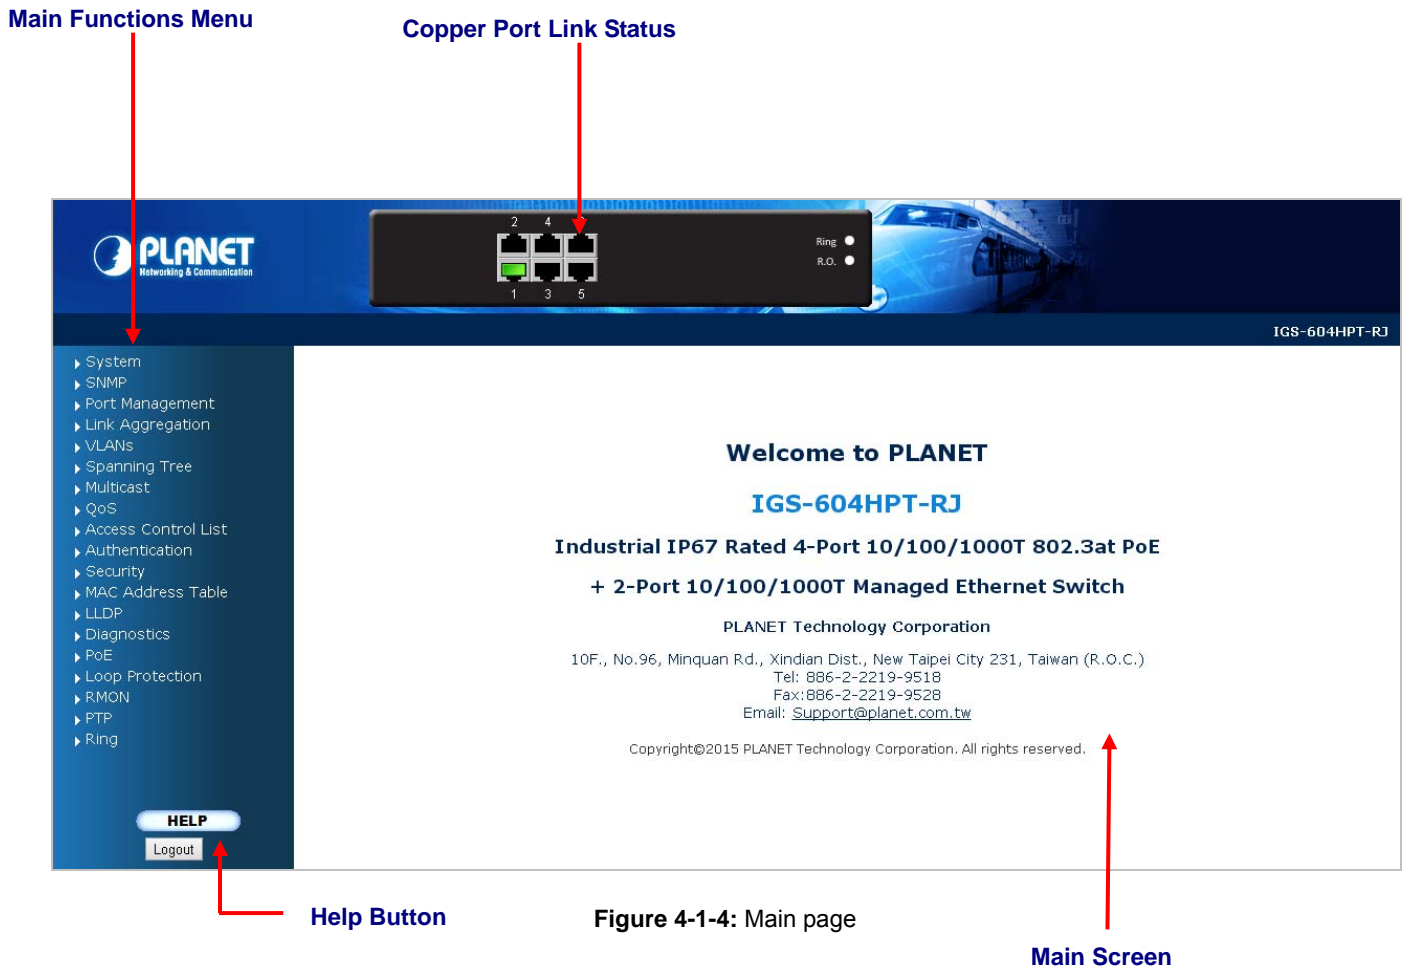 Main Functions Menu
Copper Port Link Status
PLANET
Networking & Communication
2 4
1 3 5
Ring
R.O.
IGS-604HPT-RJ
System
SNMP
Port Management
Link Aggregation
VLANs
Spanning Tree
Multicast
QoS
Access Control List
Authentication
Security
MAC Address Table
LLDP
Diagnostics
PoE
Loop Protection
RMON
PTP
Ring
HELP
Logout
Welcome to PLANET
IGS-604HPT-RJ
Industrial IP67 Rated 4-Port 10/100/1000T 802.3at PoE
+ 2-Port 10/100/1000T Managed Ethernet Switch
PLANET Technology Corporation
10F., No.96, Minquan Rd., Xindian Dist., New Taipei City 231, Taiwan (R.O.C.)
Tel: 886-2-2219-9518
Fax:886-2-2219-9528
Email: Support@planet.com.tw
Copyright©2015 PLANET Technology Corporation. All rights reserved.
Help Button
Figure 4-1-4: Main page
Main Screen